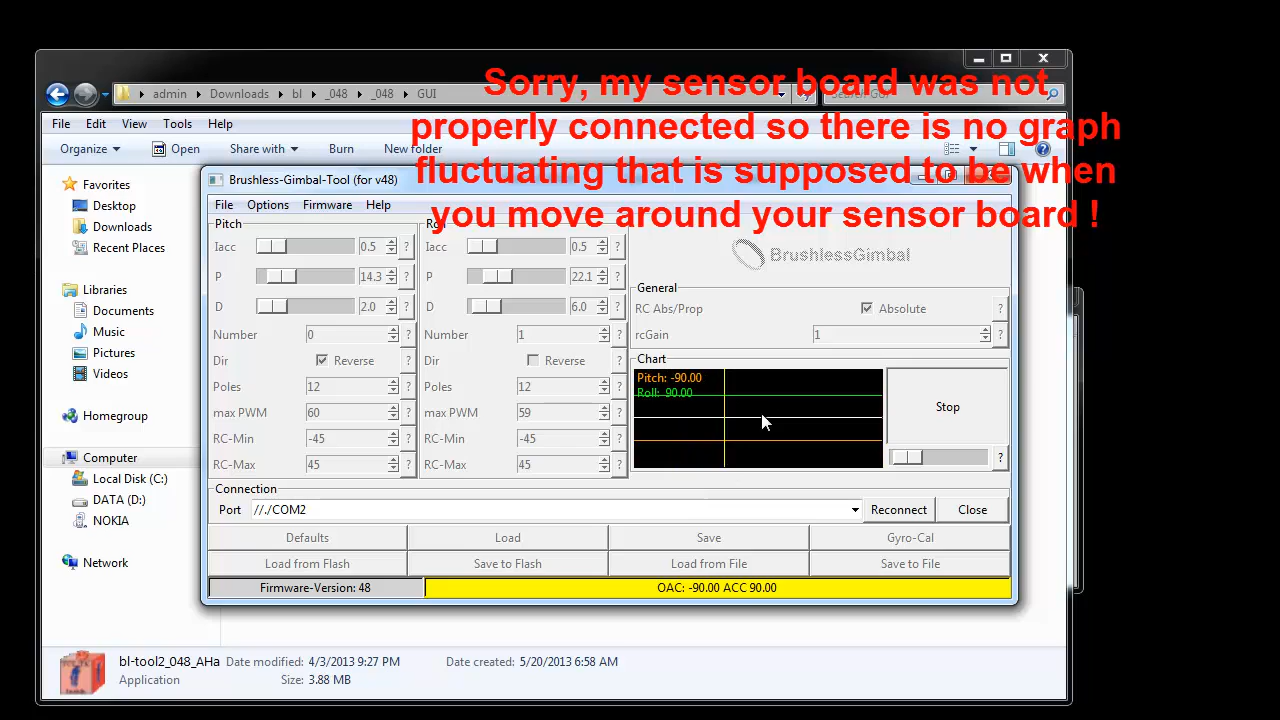 Sorry, my sensor board was not
properly connected so there is no graph
fluctuating that is supposed to be when
you move around your sensor board !
admin Downloads bl _048 _048 GUI
File Edit View Tools Help
Organize Open Share with Burn New folder
Favorites
Desktop
Downloads
Recent Places
Libraries
Documents
Music
Pictures
Videos
Homegroup
Computer
Local Disk (C:)
DATA (D:)
NOKIA
Network
Brushless-Gimbal-Tool (for v48)
File Options Firmware Help
Pitch
Iacc 0.5 ?
P 14.3 ?
D 2.0 ?
Number 0 ?
Dir Reverse ?
Poles 12 ?
max PWM 60 ?
RC-Min -45 ?
RC-Max 45 ?
Iacc 0.5 ?
P 22.1 ?
D 6.0 ?
Number 1 ?
Dir Reverse ?
Poles 12 ?
max PWM 59 ?
RC-Min -45 ?
RC-Max 45 ?
BrushlessGimbal
General
RC Abs/Prop Absolute ?
rcGain 1 ?
Chart
Pitch: -90.00
Roll: 90.00
Stop
?
Connection
Port //./COM2 Reconnect Close
Defaults Load Save Gyro-Cal
Load from Flash Save to Flash Load from File Save to File
Firmware-Version: 48 OAC: -90.00 ACC 90.00
bl-tool2_048_AHa Date modified: 4/3/2013 9:27 PM Date created: 5/20/2013 6:58 AM
Application Size: 3.88 MB